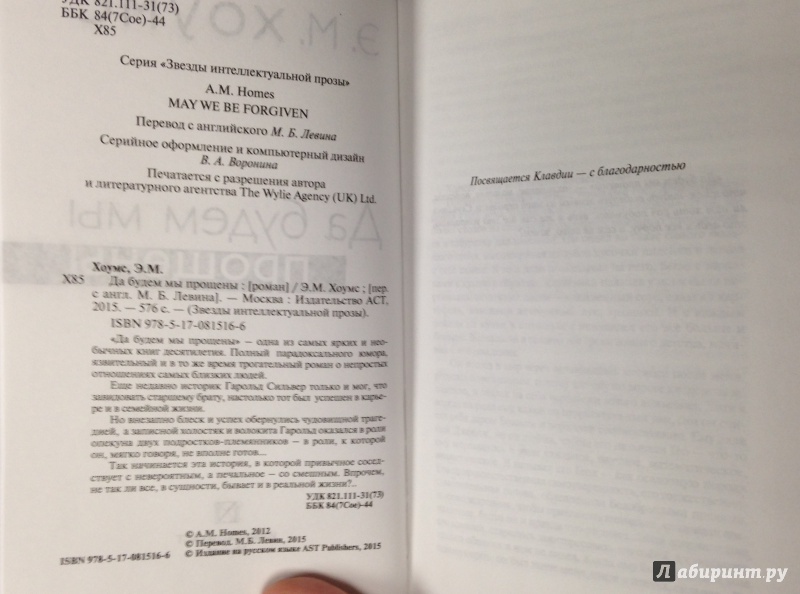 УДК 821.111-31(73)
ББК 84(7Сое)-44
Х85
Серия «Звезды интеллектуальной прозы»
A.M. Homes
MAY WE BE FORGIVEN
Перевод с английского М. Б. Левина
Серийное оформление и компьютерный дизайн
В. А. Воронина
Печатается с разрешения автора
и литературного агентства The Wylie Agency (UK) Ltd.
Хоумс, Э.М.
Х85 Да будем мы прощены : [роман] / Э.М. Хоумс ; [пер.
с англ. М. Б. Левина]. — Москва : Издательство АСТ,
2015. — 576 с. — (Звезды интеллектуальной прозы).
ISBN 978-5-17-081516-6
«Да будем мы прощены» – одна из самых ярких и нео-
бычных книг десятилетия. Полный парадоксального юмора,
язвительный и в то же время трогательный роман о непростых
отношениях самых близких людей.
Еще недавно историк Гарольд Сильвер только и мог, что
завидовать старшему брату, настолько тот был успешен в карье-
ре и в семейной жизни.
Но внезапно блеск и успех обернулись чудовищной траге-
дией, а записной холостяк и волокита Гарольд оказался в роли
опекуна двух подростков-племянников – в роли, к которой
он, мягко говоря, не вполне готов...
Так начинается эта история, в которой привычное сосед-
ствует с невероятным, а печальное – со смешным. Впрочем,
не так ли все, в сущности, бывает и в реальной жизни?..
УДК 821.111-31(73)
ББК 84(7Сое)-44
© A.M. Homes, 2012
© Перевод. М.Б. Левин, 2015
ISBN 978-5-17-081516-6 © Издание на русском языке AST Publishers, 2015
Посвящается Клавдии — с благодарностью
Лабиринт.ру